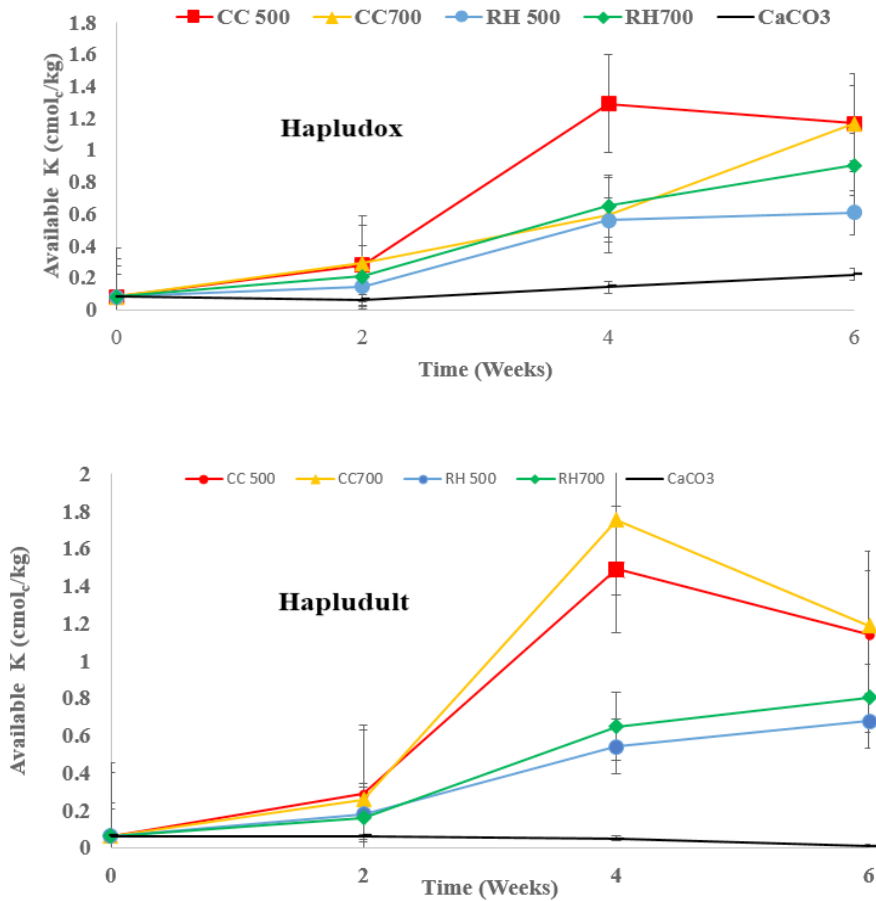 CC 500 CC700 RH 500 RH700 CaCO3
1.8
1.6
1.4
1.2
1
0.8
0.6
0.4
0.2
0
Available K (cmolc/kg)
Hapludox
0 2 4 6
Time (Weeks)
CC 500 CC700 RH 500 RH700 CaCO3
2
1.8
1.6
1.4
1.2
1
0.8
0.6
0.4
0.2
0
Available K (cmolc/kg)
Hapludult
0 2 4 6
Time (Weeks)